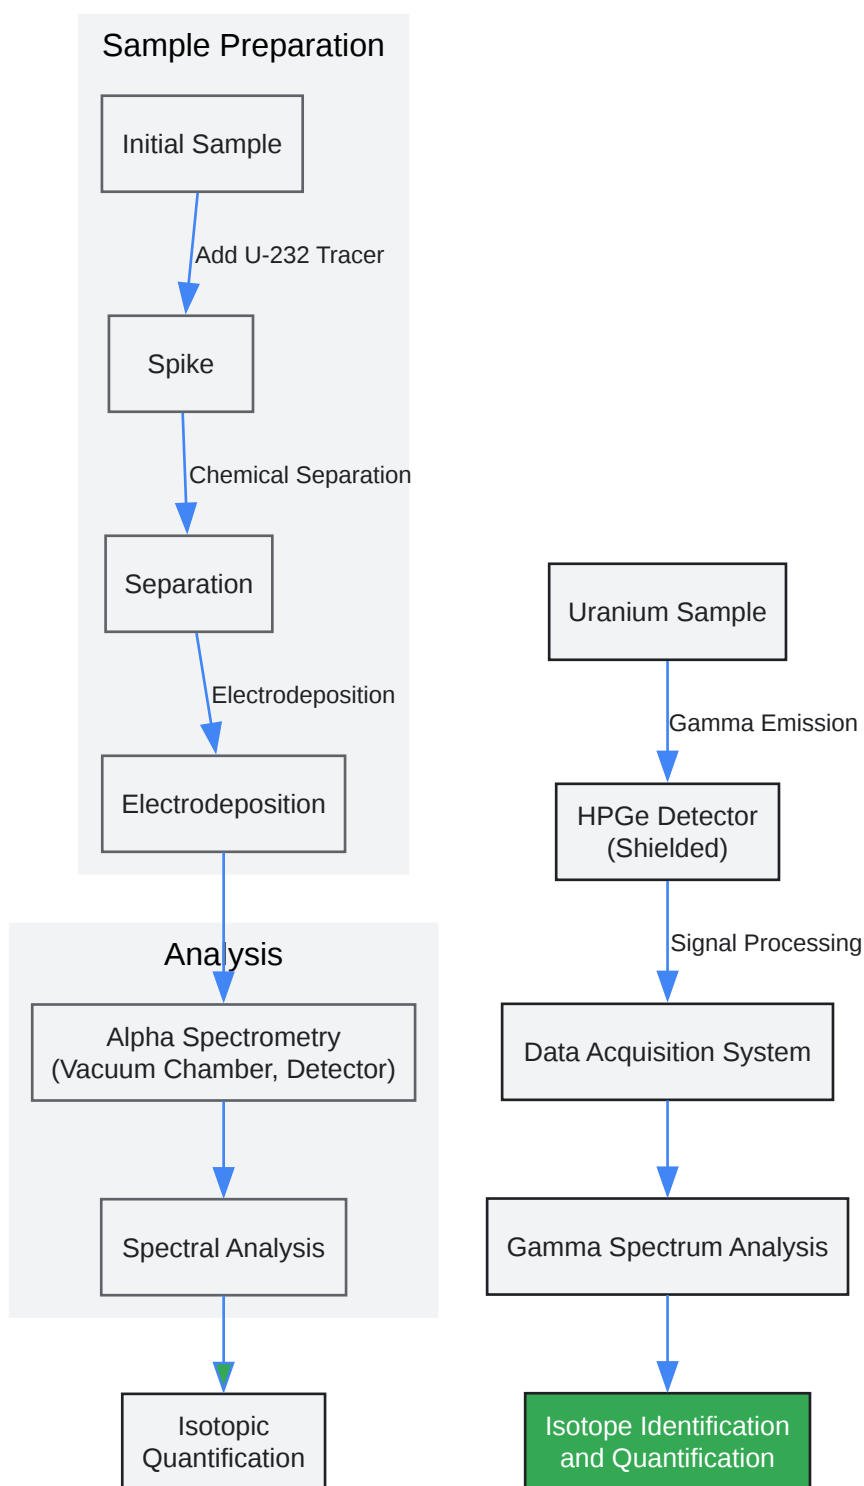 Sample Preparation
Initial Sample
Add U-232 Tracer
Spike
Chemical Separation
Separation
Electrodeposition
Electrodeposition
Analysis
Alpha Spectrometry
(Vacuum Chamber, Detector)
Spectral Analysis
Isotopic
Quantification
Uranium Sample
Gamma Emission
HPGe Detector
(Shielded)
Signal Processing
Data Acquisition System
Gamma Spectrum Analysis
Isotope Identification
and Quantification